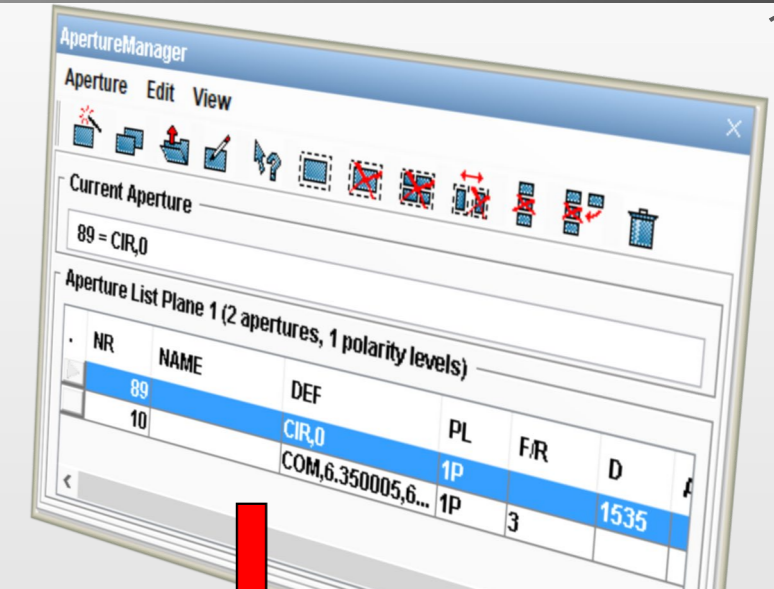 ApertureManager
Aperture Edit View
Current Aperture
89 = CIR,0
Aperture List Plane 1 (2 apertures, 1 polarity levels)
. NR NAME DEF PL F/R D
89 CIR,0 1P 1535
10 COM,6.350005,6... 1P 3